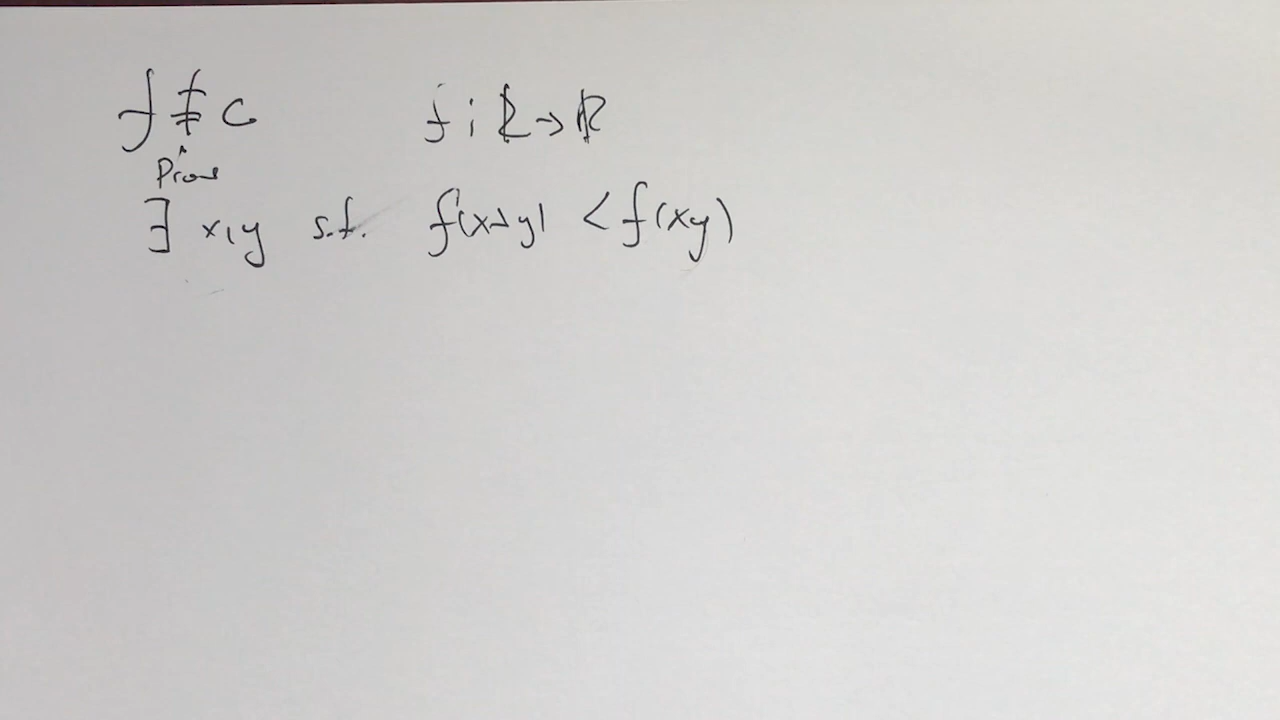 f ≢ c f : ℝ → ℝ
Prove
∃ x, y s.t. f(x+y) < f(xy)